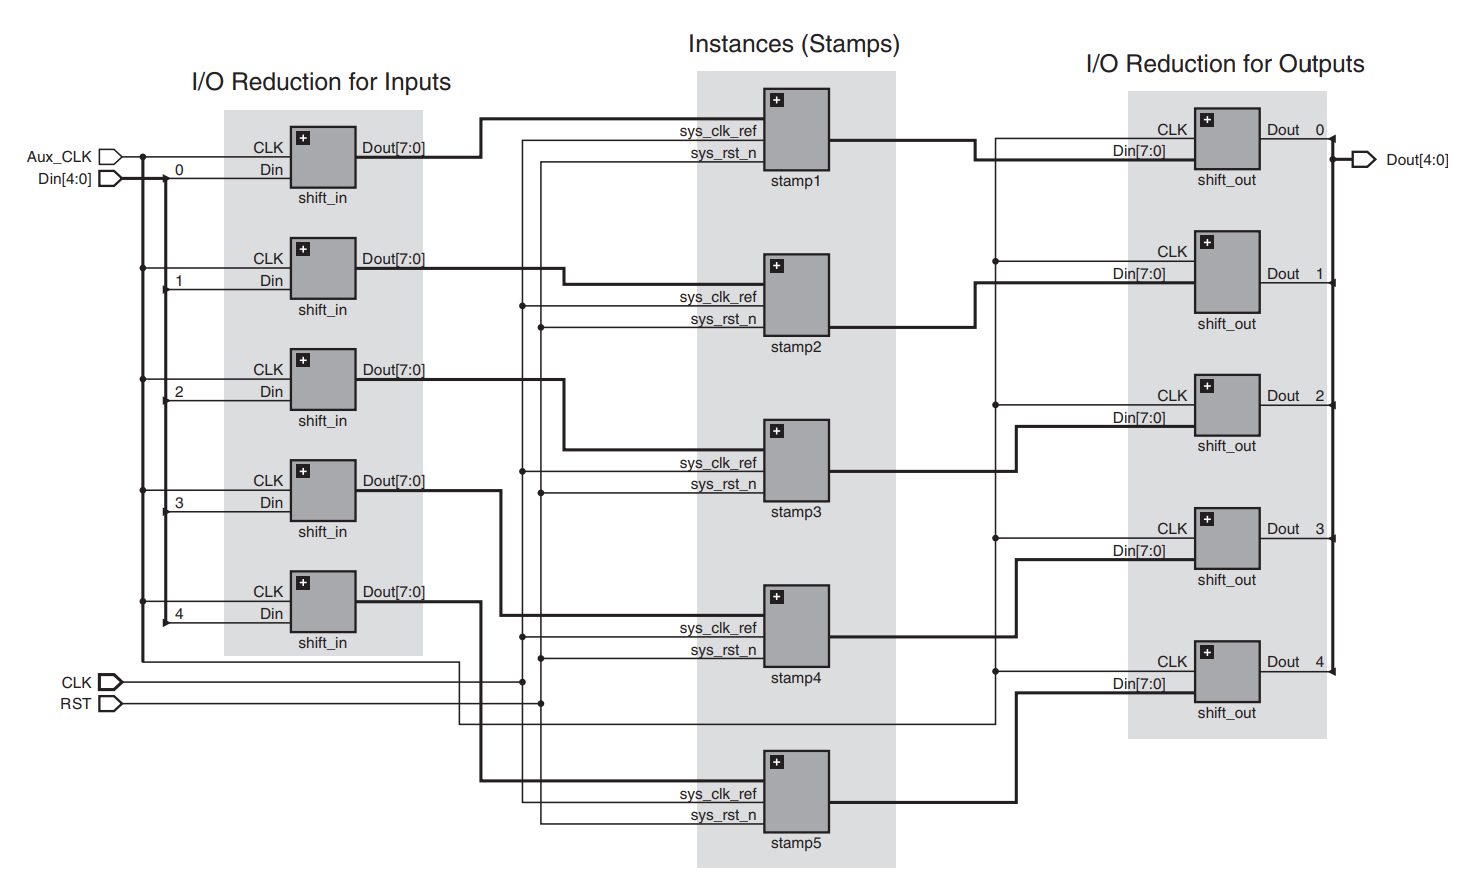 Instances (Stamps)
I/O Reduction for Inputs
I/O Reduction for Outputs
Aux_CLK
Din[4:0]
0
CLK
Din
Dout[7:0]
shift_in
1
CLK
Din
Dout[7:0]
shift_in
2
CLK
Din
Dout[7:0]
shift_in
3
CLK
Din
Dout[7:0]
shift_in
4
CLK
Din
Dout[7:0]
shift_in
CLK
RST
sys_clk_ref
sys_rst_n
stamp1
sys_clk_ref
sys_rst_n
stamp2
sys_clk_ref
sys_rst_n
stamp3
sys_clk_ref
sys_rst_n
stamp4
sys_clk_ref
sys_rst_n
stamp5
CLK
Din[7:0]
Dout 0
shift_out
CLK
Din[7:0]
Dout 1
shift_out
CLK
Din[7:0]
Dout 2
shift_out
CLK
Din[7:0]
Dout 3
shift_out
CLK
Din[7:0]
Dout 4
shift_out
Dout[4:0]